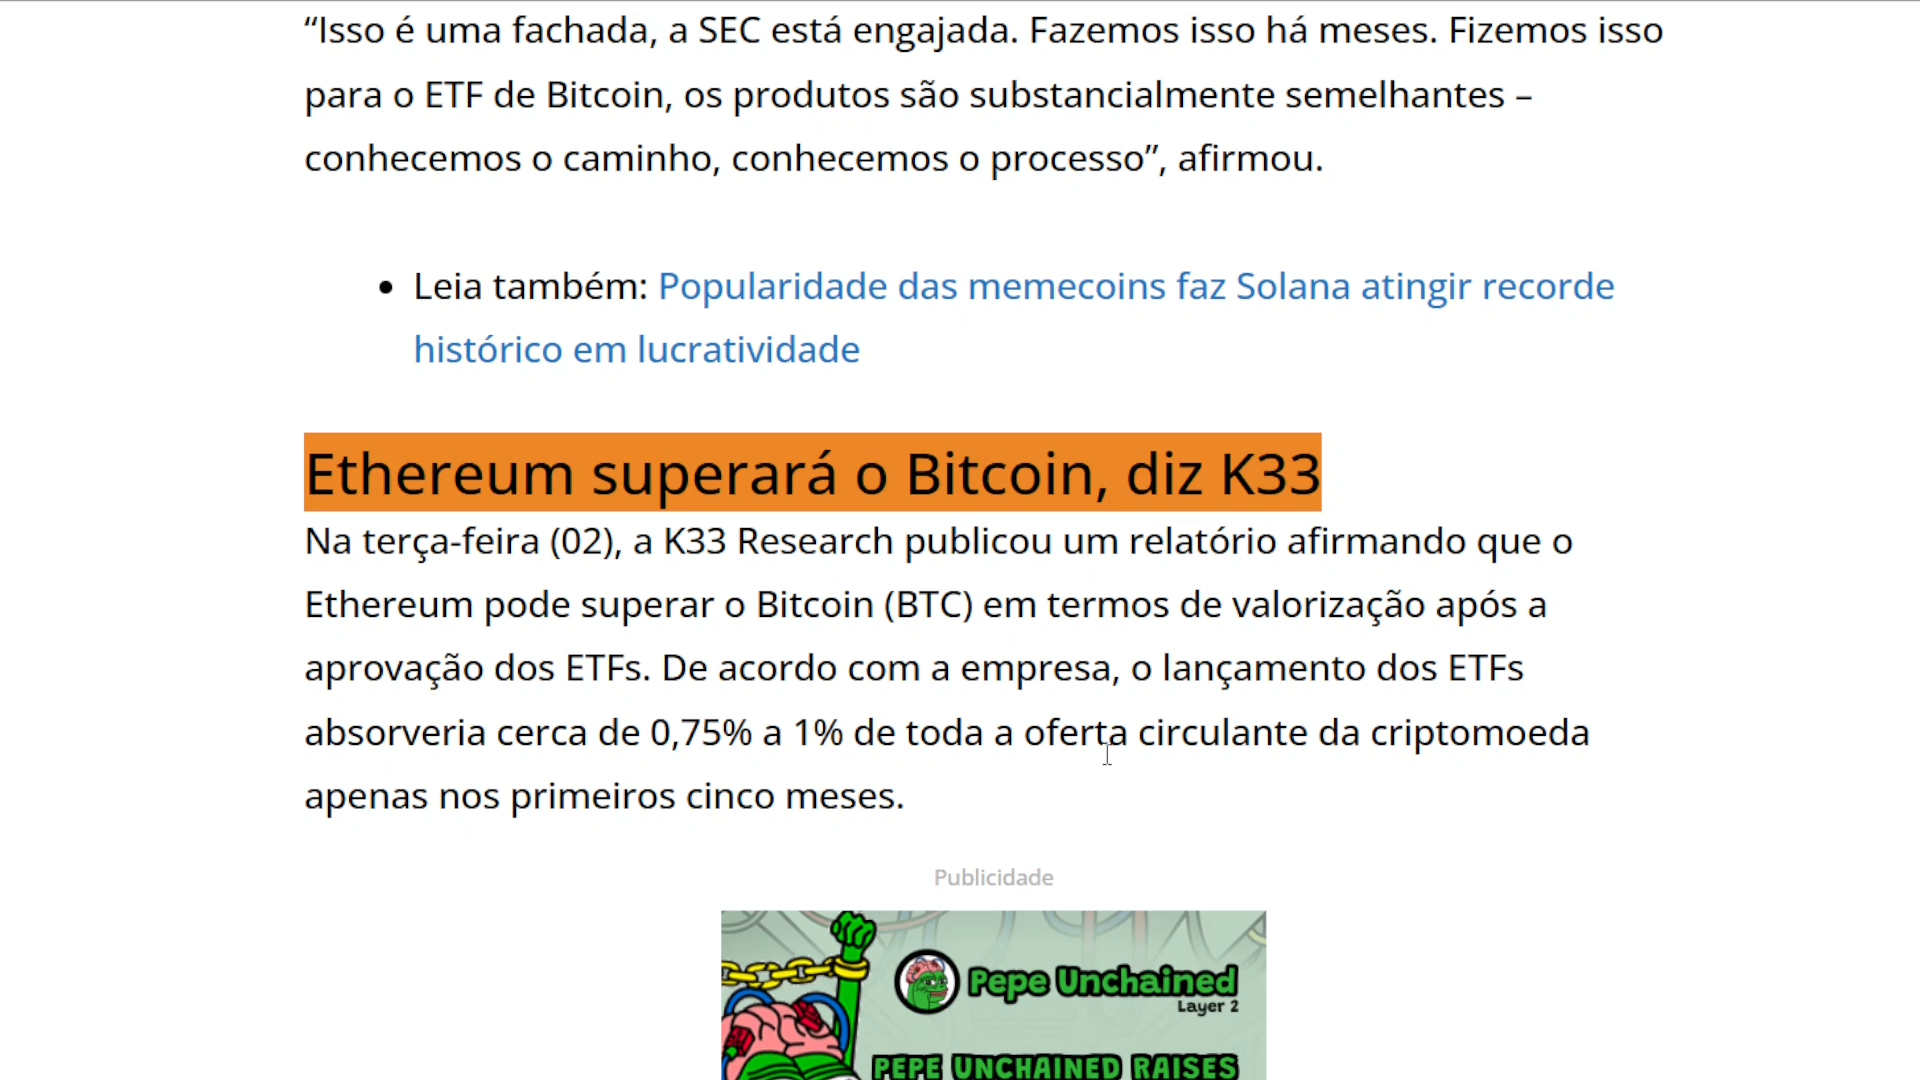 “Isso é uma fachada, a SEC está engajada. Fazemos isso há meses. Fizemos isso
para o ETF de Bitcoin, os produtos são substancialmente semelhantes –
conhecemos o caminho, conhecemos o processo”, afirmou.
• Leia também: Popularidade das memecoins faz Solana atingir recorde
histórico em lucratividade
Ethereum superará o Bitcoin, diz K33
Na terça-feira (02), a K33 Research publicou um relatório afirmando que o
Ethereum pode superar o Bitcoin (BTC) em termos de valorização após a
aprovação dos ETFs. De acordo com a empresa, o lançamento dos ETFs
absorveria cerca de 0,75% a 1% de toda a oferta circulante da criptomoeda
apenas nos primeiros cinco meses.
Publicidade
Pepe Unchained
Layer 2
PEPE UNCHAINED RAISES